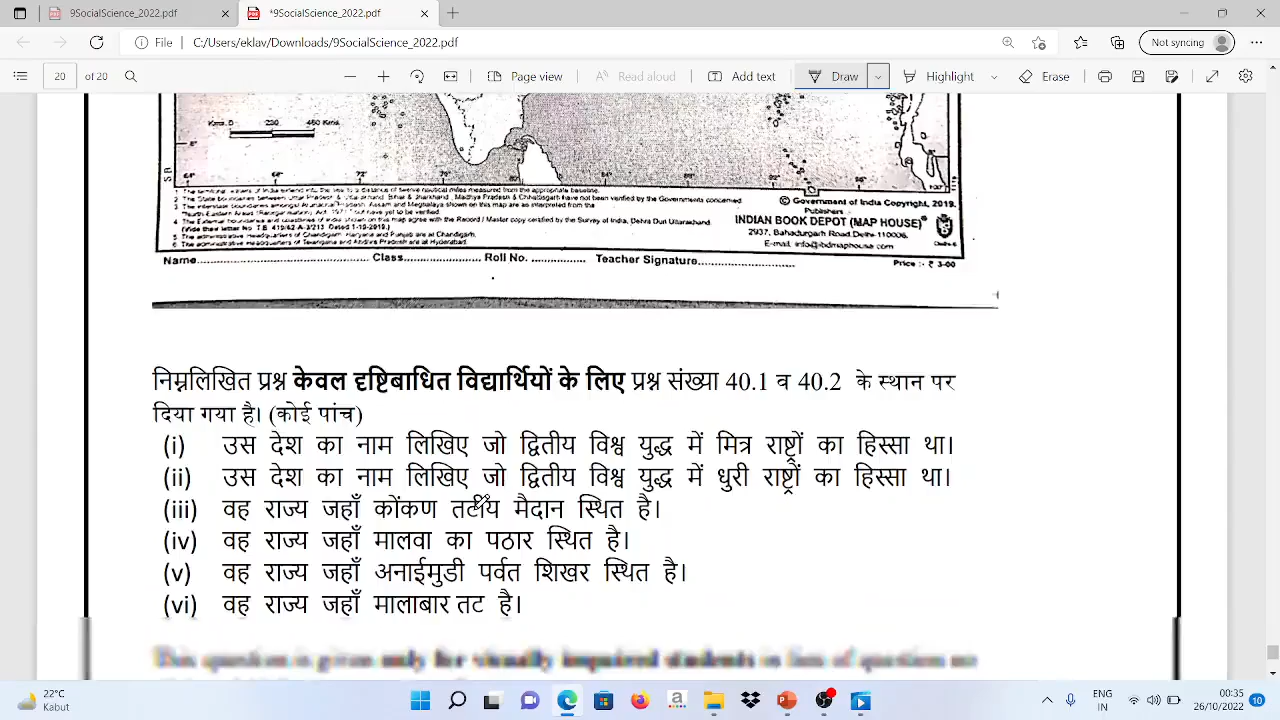 9SocialScience_2022.pdf
9SocialScience_2022.pdf
File
C:/Users/eklav/Downloads/9SocialScience_2022.pdf
Not syncing
20 of 20
Page view
Read aloud
Add text
Draw
Highlight
Erase
© Government of India Copyright, 2019.
Publishers
INDIAN BOOK DEPOT (MAP HOUSE)
2937, Bahadurgarh Road, Delhi-110006.
Name Class Roll No. Teacher Signature
Price :- ₹ 3-00
निम्नलिखित प्रश्न केवल दृष्टिबाधित विद्यार्थियों के लिए प्रश्न संख्या 40.1 व 40.2 के स्थान पर
दिया गया है। (कोई पांच)
(i) उस देश का नाम लिखिए जो द्वितीय विश्व युद्ध में मित्र राष्ट्रों का हिस्सा था।
(ii) उस देश का नाम लिखिए जो द्वितीय विश्व युद्ध में धुरी राष्ट्रों का हिस्सा था।
(iii) वह राज्य जहाँ कोंकण तटीय मैदान स्थित है।
(iv) वह राज्य जहाँ मालवा का पठार स्थित है।
(v) वह राज्य जहाँ अनाईमुडी पर्वत शिखर स्थित है।
(vi) वह राज्य जहाँ मालाबार तट है।
22°C
Kabut
ENG
IN
00:35
26/10/2022
10